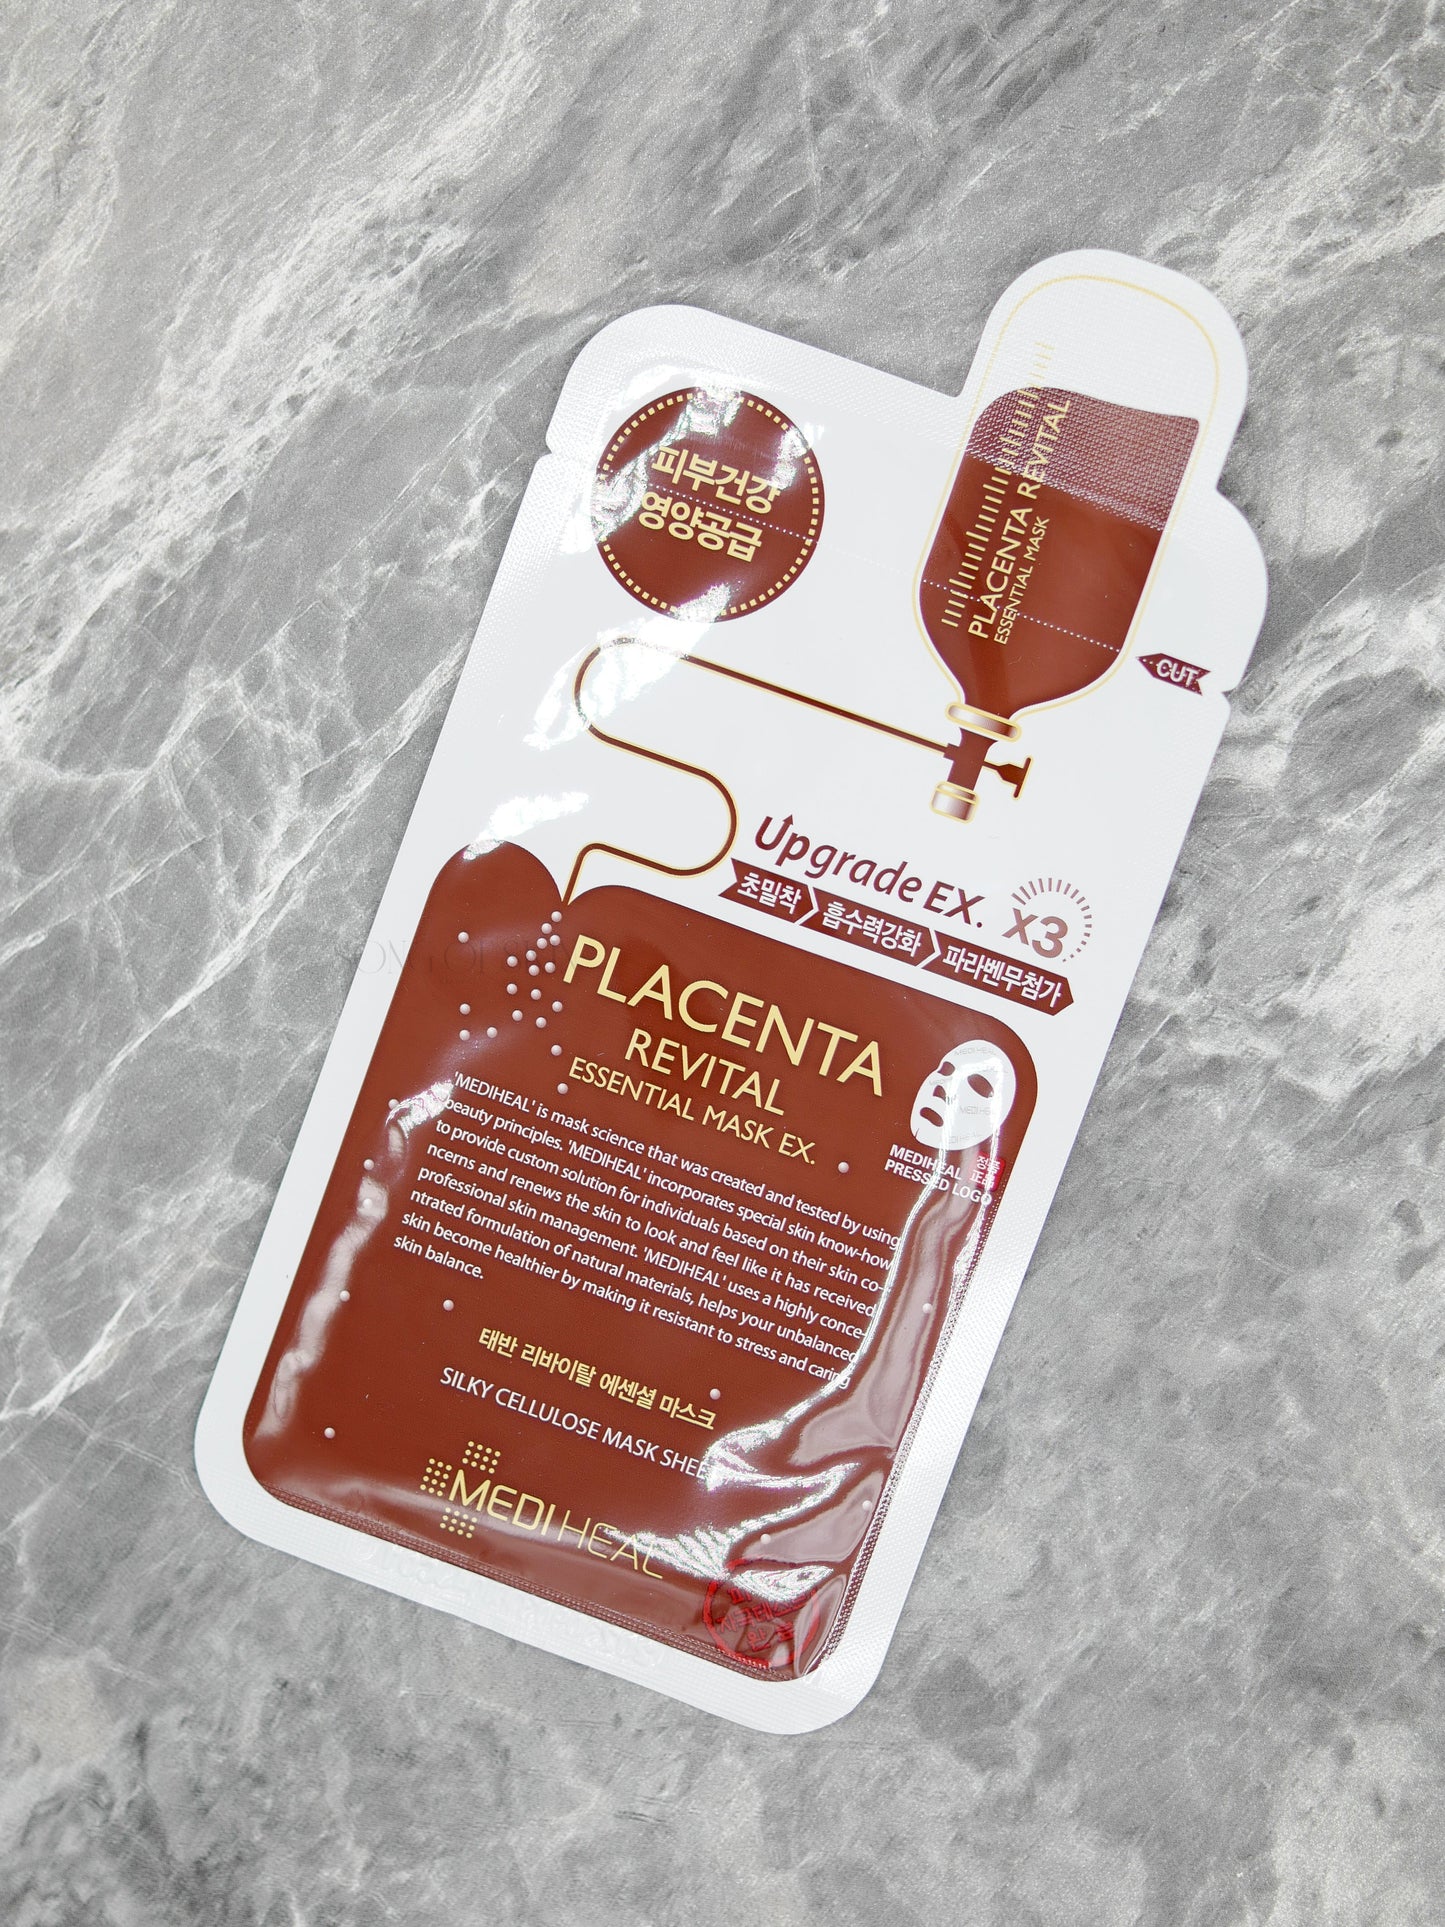 피부건강
영양공급
PLACENTA REVITAL
ESSENTIAL MASK
CUT
Upgrade EX. x3
초밀착 흡수력강화 파라벤무첨가
PLACENTA
REVITAL
ESSENTIAL MASK EX.
MEDIHEAL
PRESSED LOGO
정품
'MEDIHEAL' is mask science that was created and tested by using
beauty principles. 'MEDIHEAL' incorporates special skin know-how
to provide custom solution for individuals based on their skin co-
ncerns and renews the skin to look and feel like it has received
professional skin management. 'MEDIHEAL' uses a highly conce-
ntrated formulation of natural materials, helps your unbalanced
skin become healthier by making it resistant to stress and caring
skin balance.
태반 리바이탈 에센셜 마스크
SILKY CELLULOSE MASK SHEET
MEDIHEAL